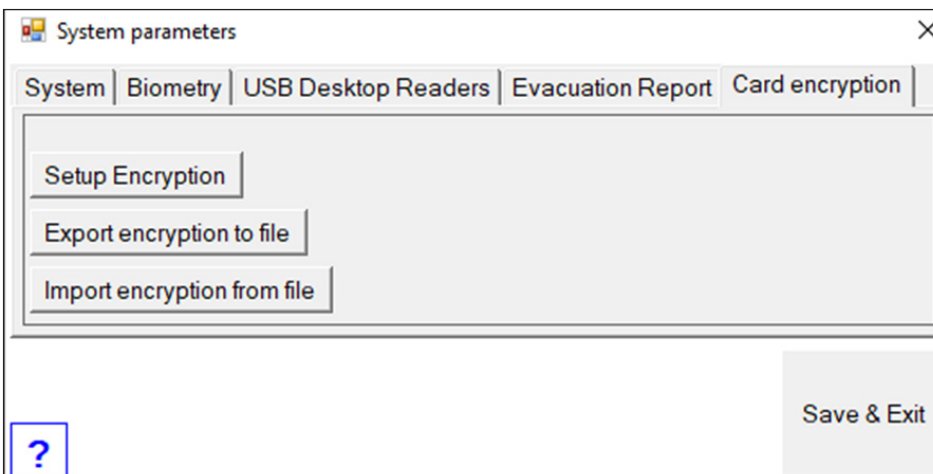 System parameters
System Biometry USB Desktop Readers Evacuation Report Card encryption
Setup Encryption
Export encryption to file
Import encryption from file
Save & Exit
?